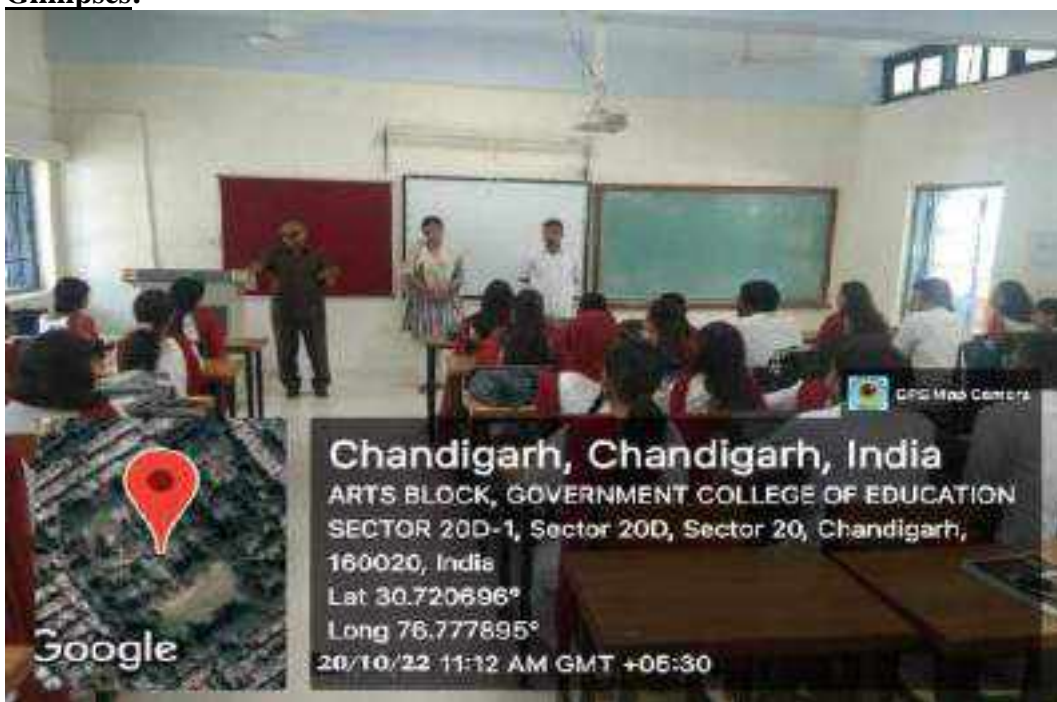 Glimpses:
GPS Map Camera
Chandigarh, Chandigarh, India
ARTS BLOCK, GOVERNMENT COLLEGE OF EDUCATION
SECTOR 20D-1, Sector 20D, Sector 20, Chandigarh,
160020, India
Lat 30.720696°
Long 76.777895°
20/10/22 11:12 AM GMT +05:30
Google